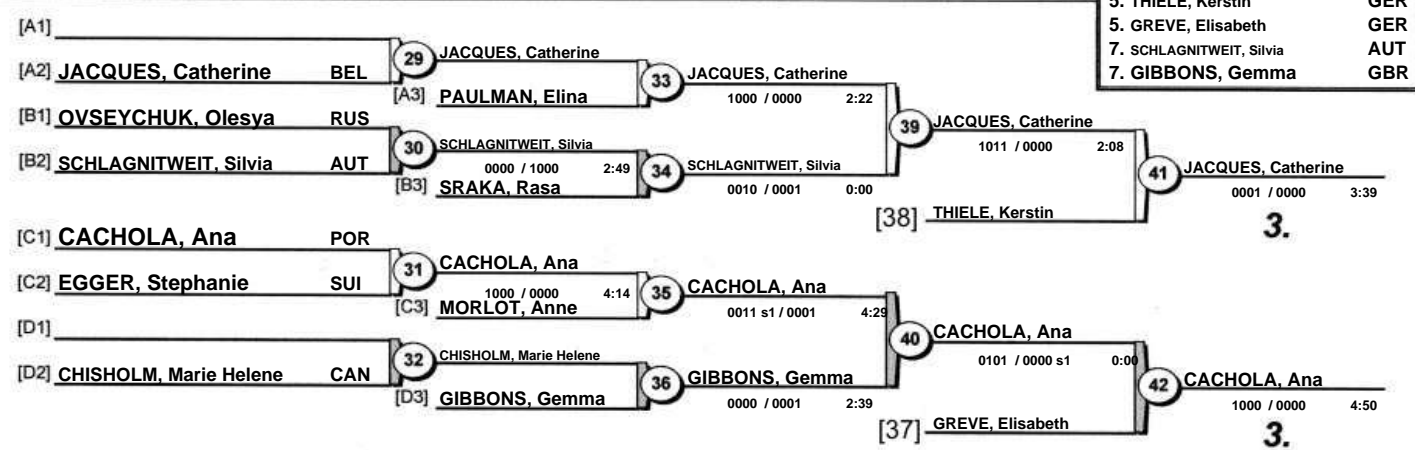 5. THIELE, Kerstin GER
5. GREVE, Elisabeth GER
7. SCHLAGNITWEIT, Silvia AUT
7. GIBBONS, Gemma GBR
[A1]
[A2] JACQUES, Catherine BEL
29
JACQUES, Catherine
[A3] PAULMAN, Elina
33
JACQUES, Catherine
1000 / 0000 2:22
[B1] OVSEYCHUK, Olesya RUS
[B2] SCHLAGNITWEIT, Silvia AUT
30
SCHLAGNITWEIT, Silvia
0000 / 1000 2:49
[B3] SRAKA, Rasa
34
SCHLAGNITWEIT, Silvia
0010 / 0001 0:00
39
JACQUES, Catherine
1011 / 0000 2:08
[38] THIELE, Kerstin
41
JACQUES, Catherine
0001 / 0000 3:39
3.
[C1] CACHOLA, Ana POR
[C2] EGGER, Stephanie SUI
31
CACHOLA, Ana
1000 / 0000 4:14
[C3] MORLOT, Anne
35
CACHOLA, Ana
0011 s1 / 0001 4:29
[D1]
[D2] CHISHOLM, Marie Helene CAN
32
CHISHOLM, Marie Helene
[D3] GIBBONS, Gemma
36
GIBBONS, Gemma
0000 / 0001 2:39
40
CACHOLA, Ana
0101 / 0000 s1 0:00
[37] GREVE, Elisabeth
42
CACHOLA, Ana
1000 / 0000 4:50
3.